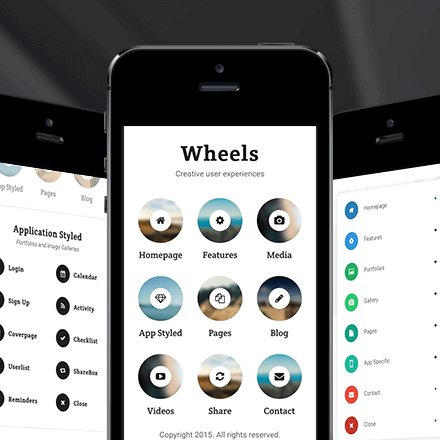 Wheels
Creative user experiences
Homepage
Features
Media
App Styled
Pages
Blog
Videos
Share
Contact
Copyright 2015. All rights reserved.
App Styled
Pages
Blog
Application Styled
Portfolios and Image Galleries
Login
Calendar
Sign Up
Activity
Coverpage
Checklist
Userlist
ShareBox
Reminders
Close
Homepage
Features
Portfolios
Gallery
Pages
App Specific
Contact
Close